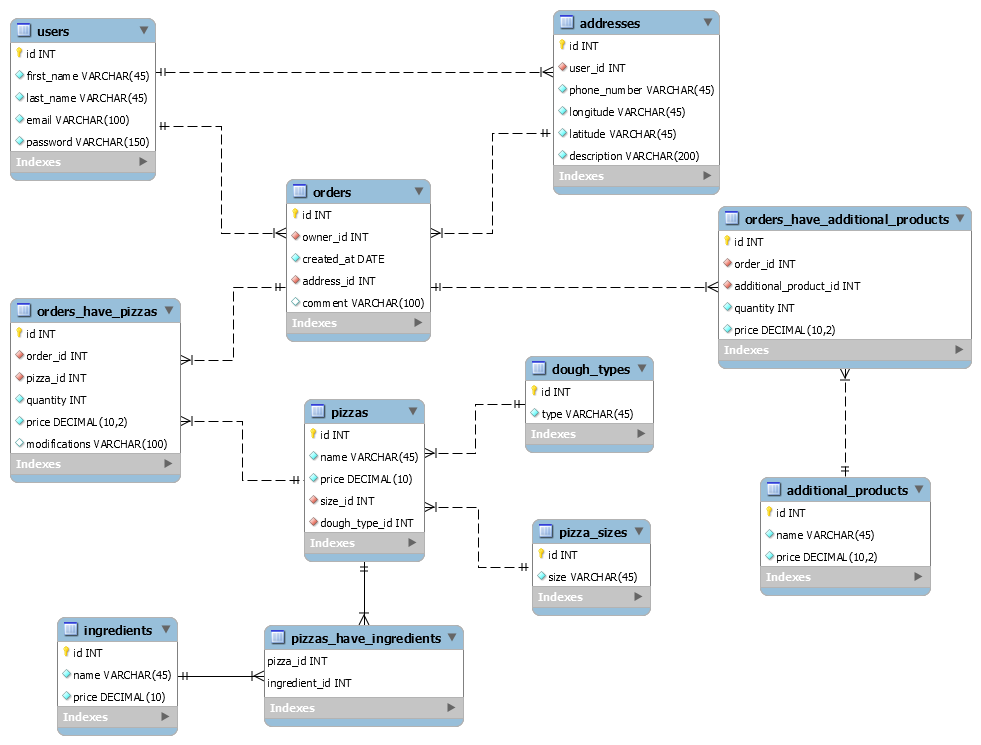 users
id INT
first_name VARCHAR(45)
last_name VARCHAR(45)
email VARCHAR(100)
password VARCHAR(150)
Indexes
addresses
id INT
user_id INT
phone_number VARCHAR(45)
longitude VARCHAR(45)
latitude VARCHAR(45)
description VARCHAR(200)
Indexes
orders
id INT
owner_id INT
created_at DATE
address_id INT
comment VARCHAR(100)
Indexes
orders_have_additional_products
id INT
order_id INT
additional_product_id INT
quantity INT
price DECIMAL(10,2)
Indexes
orders_have_pizzas
id INT
order_id INT
pizza_id INT
quantity INT
price DECIMAL(10,2)
modifications VARCHAR(100)
Indexes
pizzas
id INT
name VARCHAR(45)
price DECIMAL(10)
size_id INT
dough_type_id INT
Indexes
dough_types
id INT
type VARCHAR(45)
Indexes
pizza_sizes
id INT
size VARCHAR(45)
Indexes
additional_products
id INT
name VARCHAR(45)
price DECIMAL(10,2)
Indexes
ingredients
id INT
name VARCHAR(45)
price DECIMAL(10)
Indexes
pizzas_have_ingredients
pizza_id INT
ingredient_id INT
Indexes